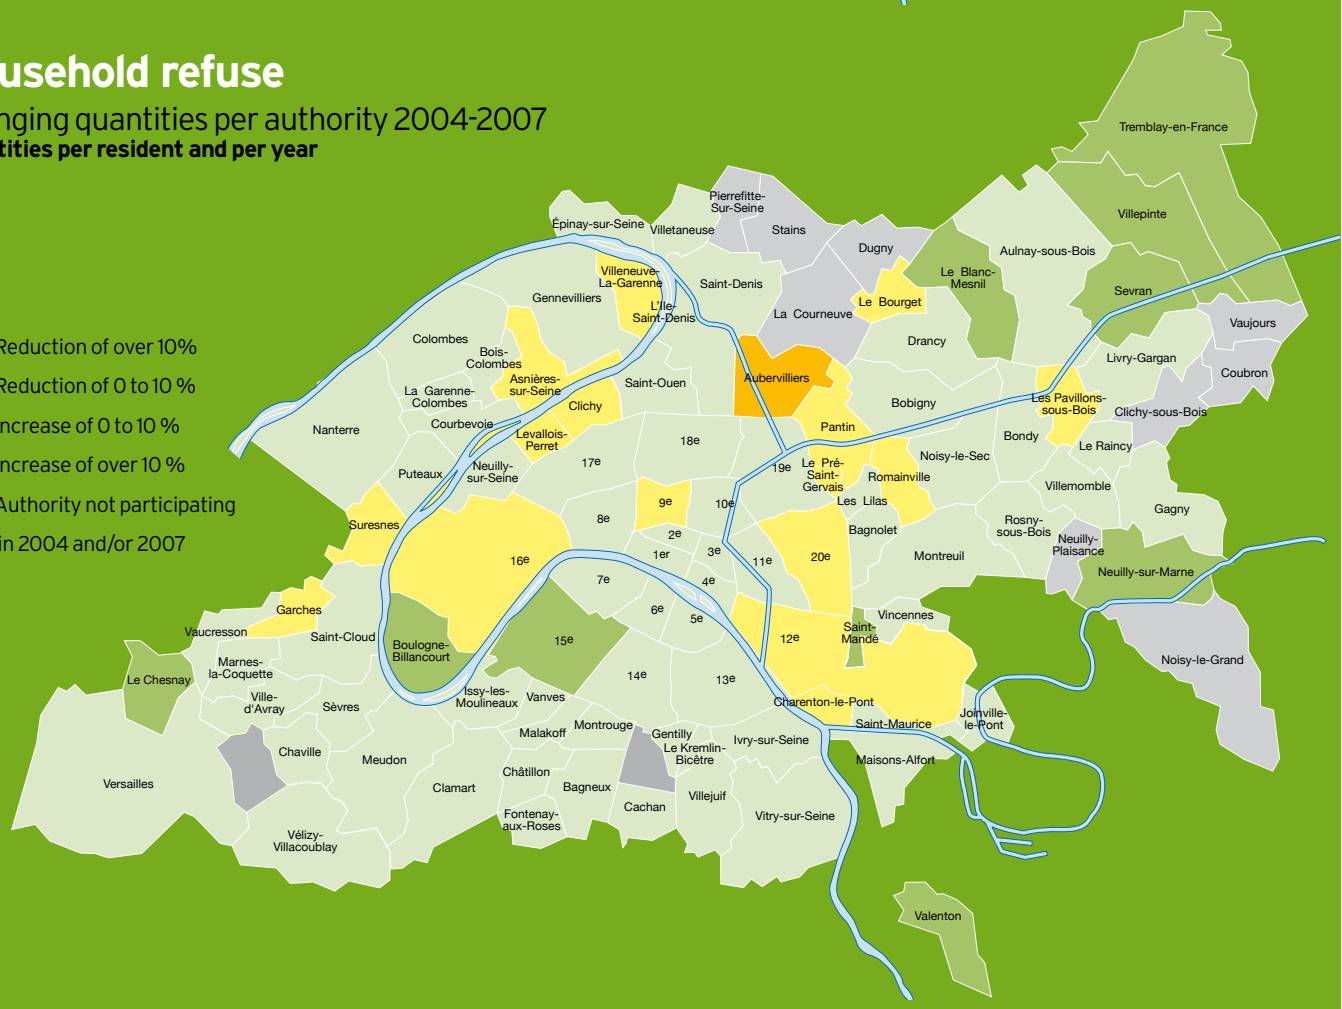 usehold refuse
nging quantities per authority 2004-2007
tities per resident and per year
Reduction of over 10%
Reduction of 0 to 10 %
ncrease of 0 to 10 %
ncrease of over 10 %
Authority not participating
in 2004 and/or 2007
Tremblay-en-France
Villepinte
Sevran
Aulnay-sous-Bois
Le Blanc-
Mesnil
Pierrefitte-
Sur-Seine
Stains
Dugny
Épinay-sur-Seine
Villetaneuse
Villeneuve-
La-Garenne
Saint-Denis
L'Ile-
Saint-Denis
La Courneuve
Le Bourget
Drancy
Vaujours
Coubron
Livry-Gargan
Clichy-sous-Bois
Gennevilliers
Colombes
Bois-
Colombes
La Garenne-
Colombes
Asnières-
sur-Seine
Clichy
Saint-Ouen
Aubervilliers
Bobigny
Les Pavillons-
sous-Bois
Le Raincy
Bondy
Noisy-le-Sec
Pantin
Nanterre
Courbevoie
Levallois-
Perret
Puteaux
Neuilly-
sur-Seine
17e
18e
19e
Le Pré-
Saint-
Gervais
Romainville
Les Lilas
Villemomble
Gagny
Rosny-
sous-Bois
Neuilly-
Plaisance
Neuilly-sur-Marne
Noisy-le-Grand
Suresnes
8e
9e
10e
2e
1er
3e
4e
11e
20e
Bagnolet
Montreuil
16e
7e
6e
5e
12e
Saint-
Mandé
Vincennes
Garches
Vaucresson
Saint-Cloud
Boulogne-
Billancourt
15e
14e
13e
Marnes-
la-Coquette
Le Chesnay
Ville-
d'Avray
Sèvres
Issy-les-
Moulineaux
Vanves
Malakoff
Montrouge
Gentilly
Le Kremlin-
Bicêtre
Ivry-sur-Seine
Charenton-le-Pont
Saint-Maurice
Joinville-
le-Pont
Maisons-Alfort
Versailles
Chaville
Meudon
Clamart
Châtillon
Bagneux
Fontenay-
aux-Roses
Cachan
Villejuif
Vitry-sur-Seine
Vélizy-
Villacoublay
Valenton